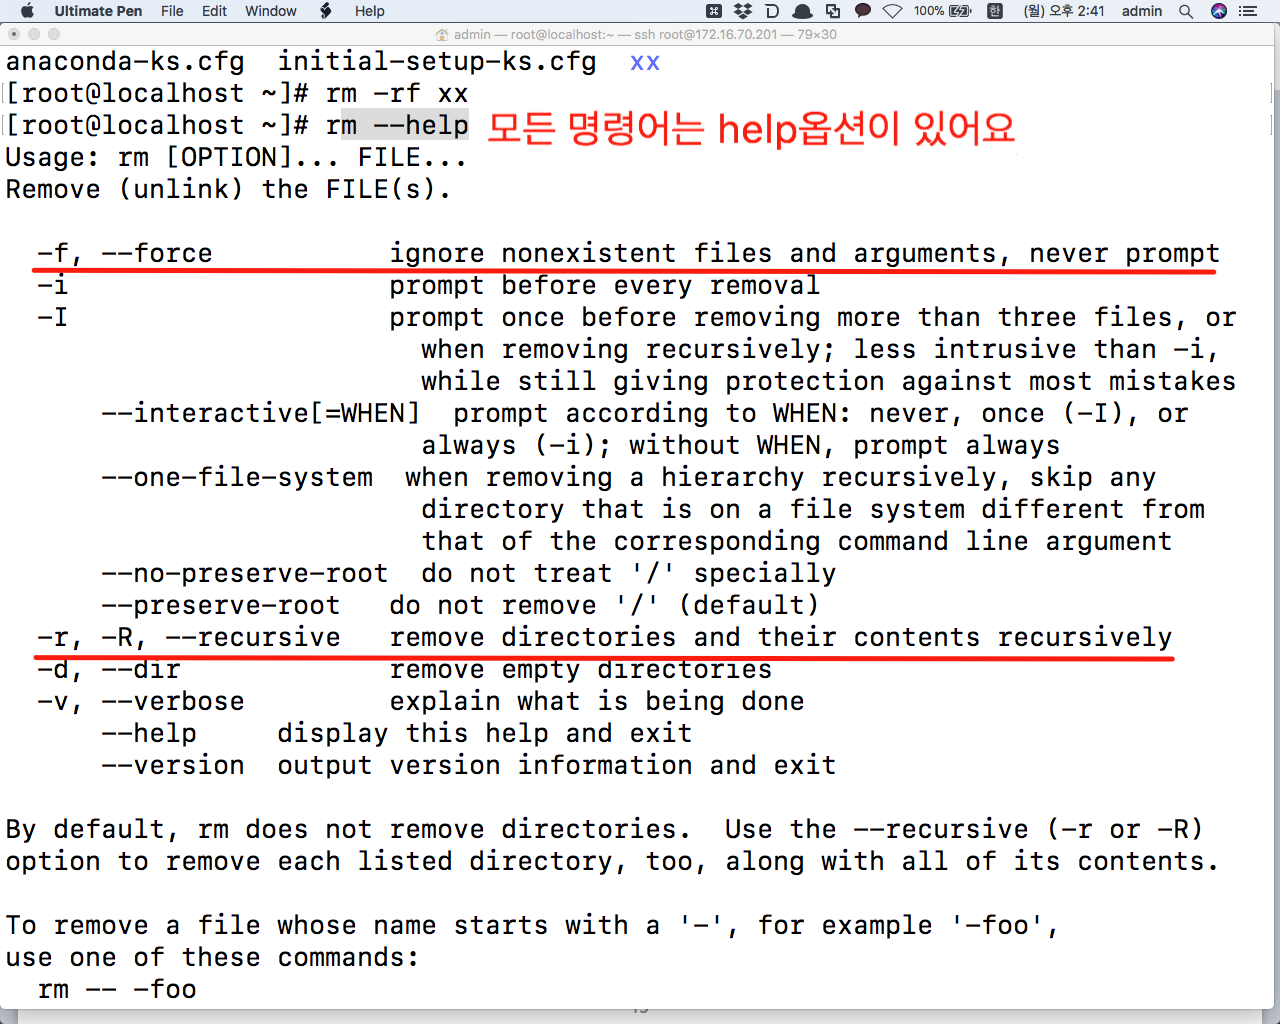 Ultimate Pen File Edit Window Help 100% 한 (월) 오후 2:41 admin
admin — root@localhost:~ — ssh root@172.16.70.201 — 79×30
anaconda-ks.cfg  initial-setup-ks.cfg  xx
[root@localhost ~]# rm -rf xx
[root@localhost ~]# rm --help 모든 명령어는 help옵션이 있어요
Usage: rm [OPTION]... FILE...
Remove (unlink) the FILE(s).
-f, --force           ignore nonexistent files and arguments, never prompt
-i                    prompt before every removal
-I                    prompt once before removing more than three files, or
when removing recursively; less intrusive than -i,
while still giving protection against most mistakes
--interactive[=WHEN]  prompt according to WHEN: never, once (-I), or
always (-i); without WHEN, prompt always
--one-file-system  when removing a hierarchy recursively, skip any
directory that is on a file system different from
that of the corresponding command line argument
--no-preserve-root  do not treat '/' specially
--preserve-root   do not remove '/' (default)
-r, -R, --recursive   remove directories and their contents recursively
-d, --dir             remove empty directories
-v, --verbose         explain what is being done
--help     display this help and exit
--version  output version information and exit
By default, rm does not remove directories.  Use the --recursive (-r or -R)
option to remove each listed directory, too, along with all of its contents.
To remove a file whose name starts with a '-', for example '-foo',
use one of these commands:
rm -- -foo